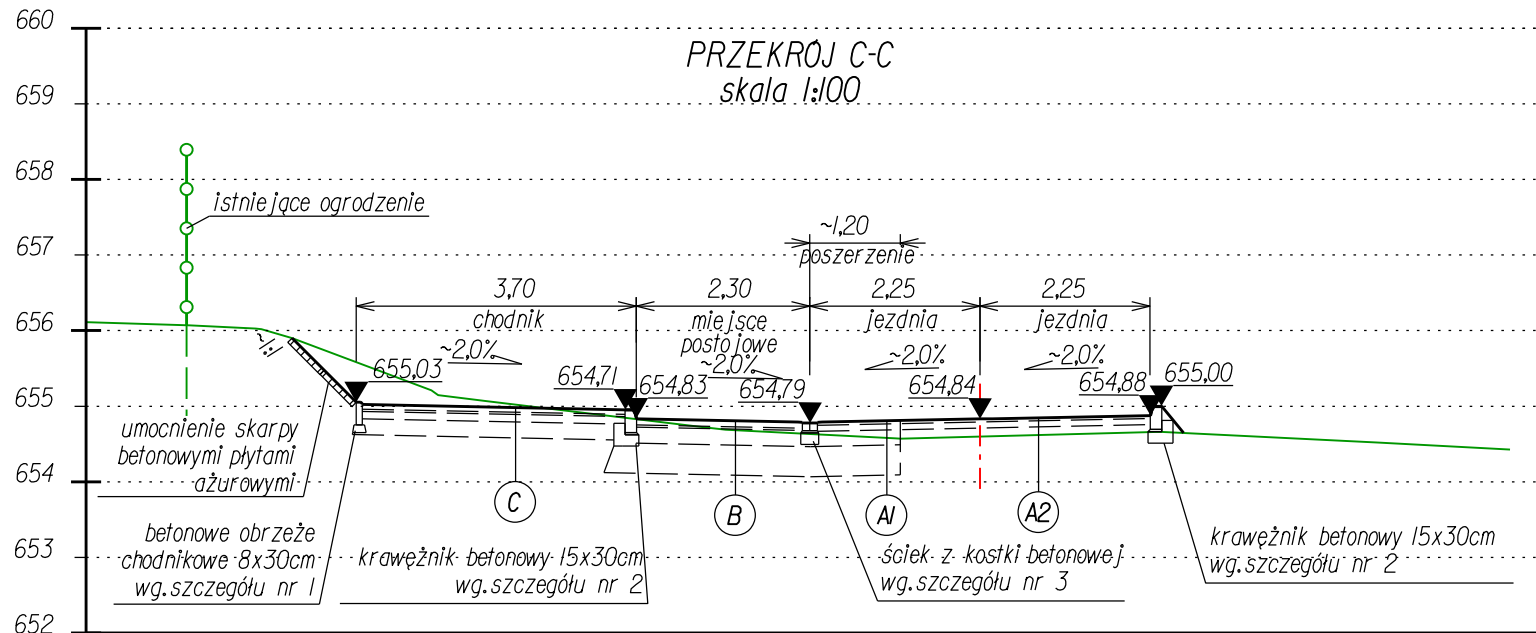 660
PRZEKRÓJ C-C
skala 1:100
659
658
istniejące ogrodzenie
657
~1,20
poszerzenie
3,70
2,30
2,25
2,25
656
chodnik
miejsce
postojowe
jezdnia
jezdnia
~1:1
~2,0%
~2,0%
~2,0%
~2,0%
655,03
654,71
654,83
654,79
654,84
654,88
655,00
655
umocnienie skarpy
betonowymi płytami
ażurowymi
654
C
B
A1
A2
betonowe obrzeże
chodnikowe 8x30cm
wg.szczegółu nr 1
krawężnik betonowy 15x30cm
wg.szczegółu nr 2
ściek z kostki betonowej
wg.szczegółu nr 3
krawężnik betonowy 15x30cm
wg.szczegółu nr 2
653
652